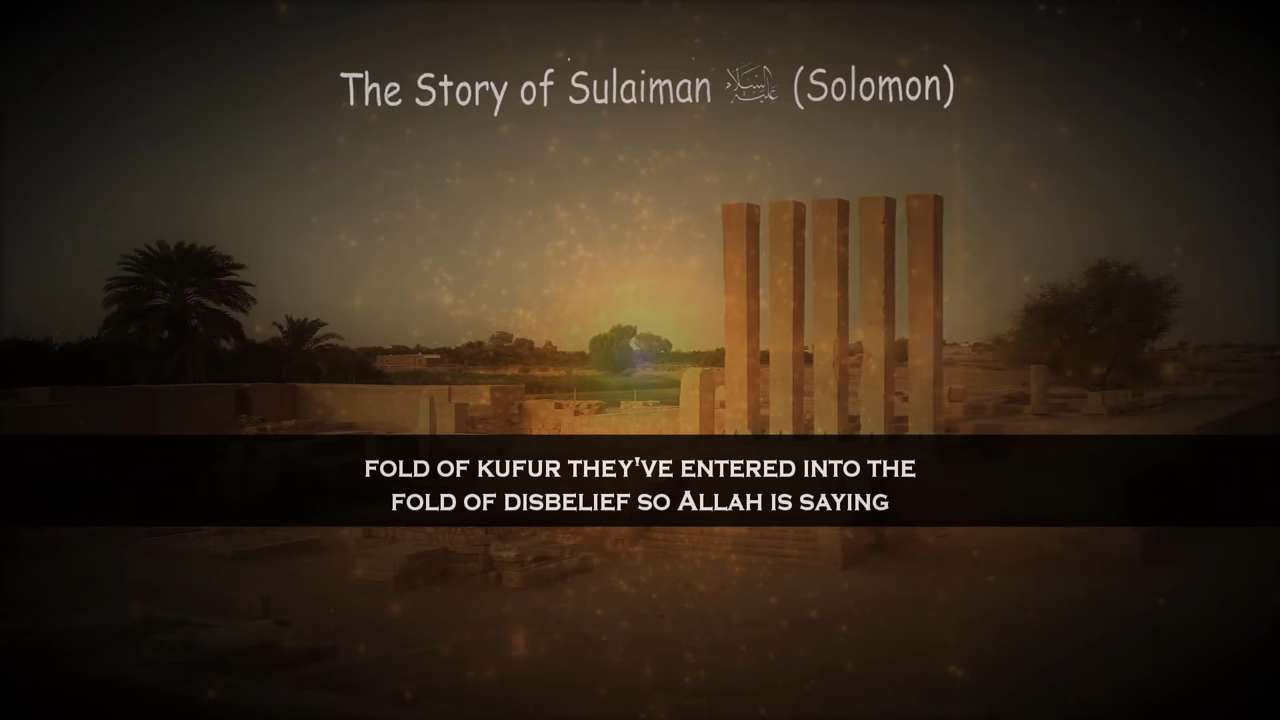 The Story of Sulaiman عليه السلام (Solomon)
FOLD OF KUFUR THEY'VE ENTERED INTO THE
FOLD OF DISBELIEF SO ALLAH IS SAYING